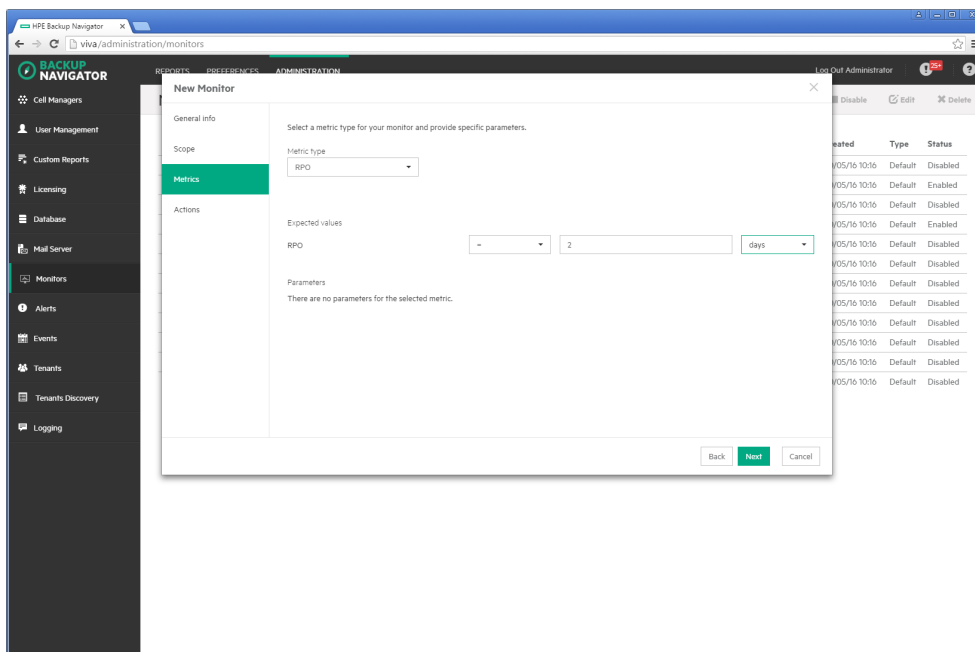 HPE Backup Navigator
viva/administration/monitors
BACKUP NAVIGATOR
REPORTS PREFERENCES ADMINISTRATION
Log Out Administrator
25+
?
Cell Managers
User Management
Custom Reports
Licensing
Database
Mail Server
Monitors
Alerts
Events
Tenants
Tenants Discovery
Logging
Disable Edit Delete
eated Type Status
/05/16 10:16 Default Disabled
/05/16 10:16 Default Enabled
/05/16 10:16 Default Disabled
/05/16 10:16 Default Enabled
/05/16 10:16 Default Disabled
/05/16 10:16 Default Disabled
/05/16 10:16 Default Disabled
/05/16 10:16 Default Disabled
/05/16 10:16 Default Disabled
/05/16 10:16 Default Disabled
/05/16 10:16 Default Disabled
/05/16 10:16 Default Disabled
New Monitor
General info
Scope
Metrics
Actions
Select a metric type for your monitor and provide specific parameters.
Metric type
RPO
Expected values
RPO = 2 days
Parameters
There are no parameters for the selected metric.
Back Next Cancel